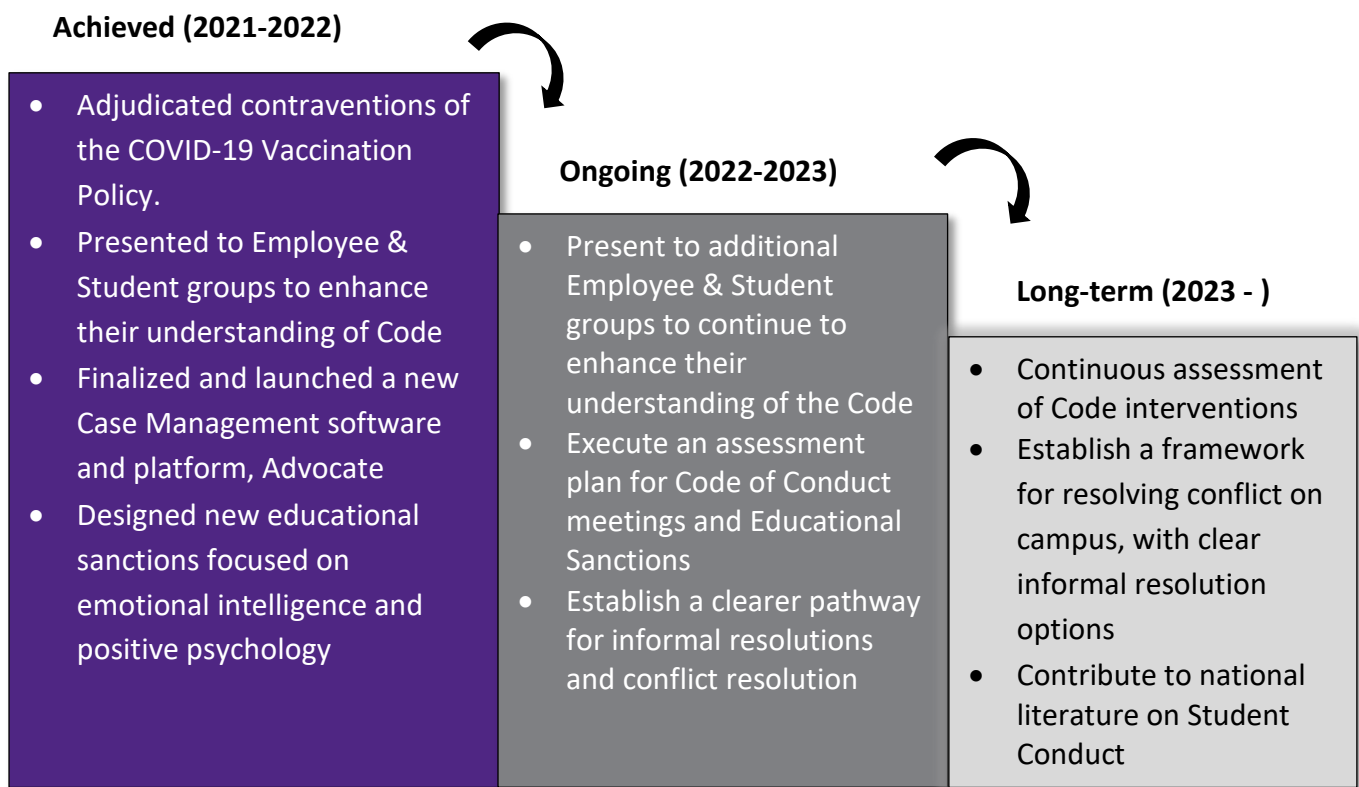 Achieved (2021-2022)
• Adjudicated contraventions of
the COVID-19 Vaccination
Policy.
• Presented to Employee &
Student groups to enhance
their understanding of Code
• Finalized and launched a new
Case Management software
and platform, Advocate
• Designed new educational
sanctions focused on
emotional intelligence and
positive psychology
Ongoing (2022-2023)
• Present to additional
Employee & Student
groups to continue to
enhance their
understanding of the Code
• Execute an assessment
plan for Code of Conduct
meetings and Educational
Sanctions
• Establish a clearer pathway
for informal resolutions
and conflict resolution
Long-term (2023 - )
• Continuous assessment
of Code interventions
• Establish a framework
for resolving conflict on
campus, with clear
informal resolution
options
• Contribute to national
literature on Student
Conduct